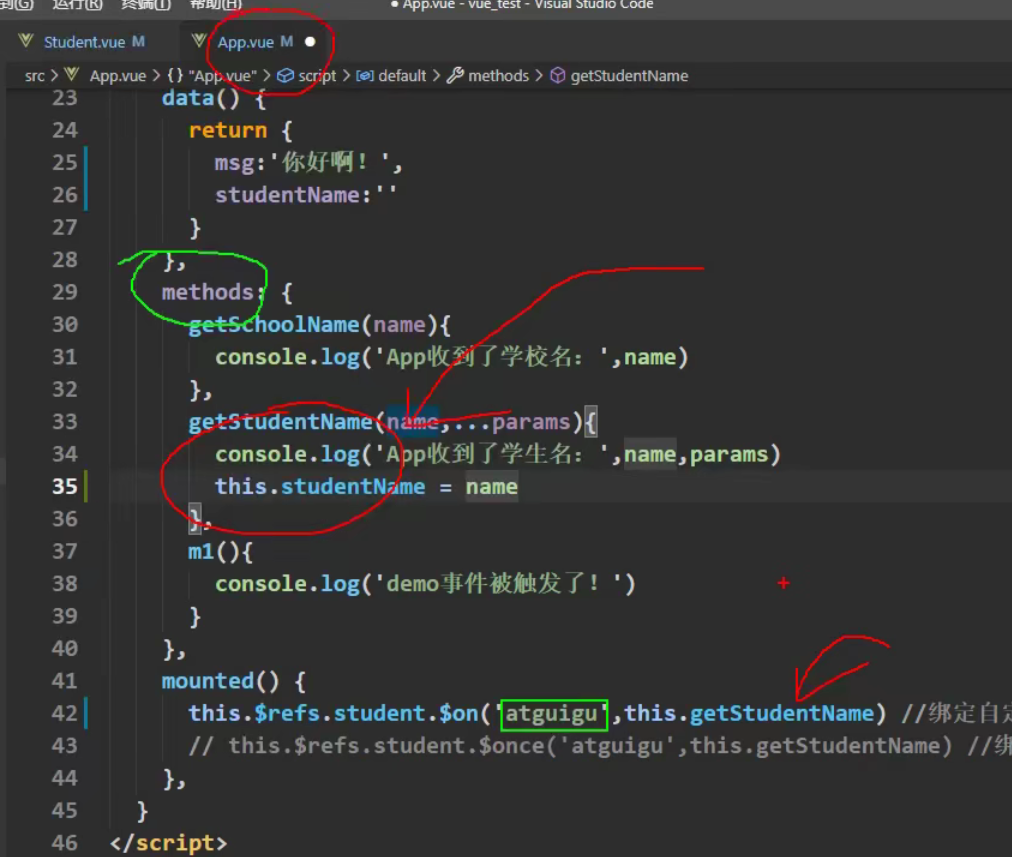 运行(R) 终端(T) 帮助(H) ● App.vue - vue_test - Visual Studio Code
Student.vue M App.vue M ●
src > App.vue > {} "App.vue" > script > default > methods > getStudentName
23 data() {
24 return {
25 msg:'你好啊！',
26 studentName:''
27 }
28 },
29 methods: {
30 getSchoolName(name){
31 console.log('App收到了学校名：',name)
32 },
33 getStudentName(name,...params){
34 console.log('App收到了学生名：',name,params)
35 this.studentName = name
36 },
37 m1(){
38 console.log('demo事件被触发了！')
39 }
40 },
41 mounted() {
42 this.$refs.student.$on('atguigu',this.getStudentName) //绑定自定
43 // this.$refs.student.$once('atguigu',this.getStudentName) //绑
44 },
45 }
46 </script>